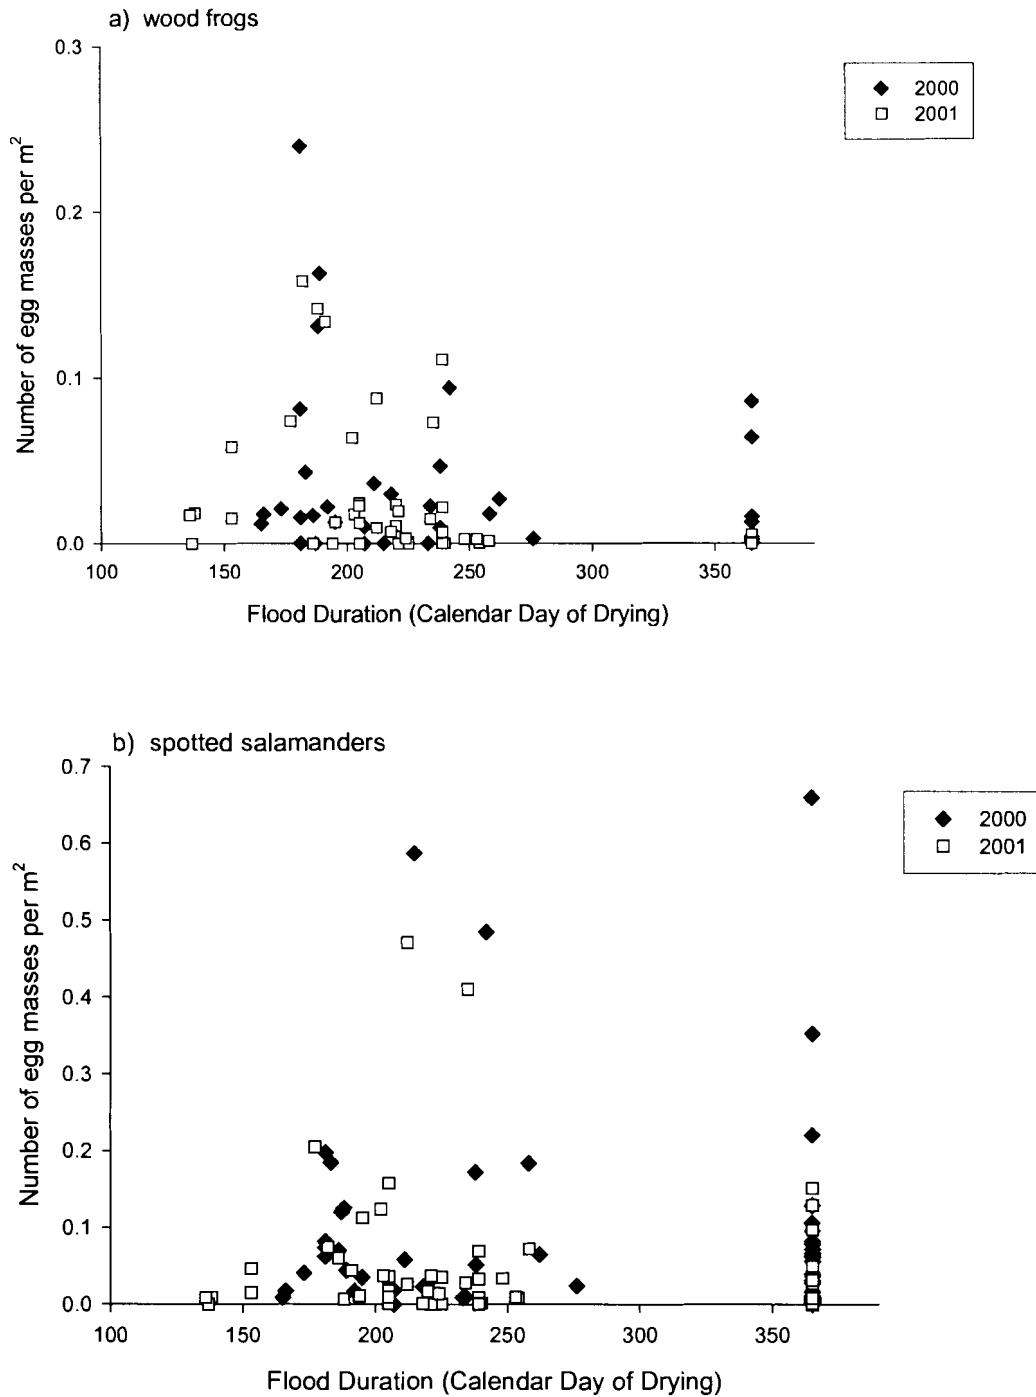 a) wood frogs
0.3
0.2
0.1
0.0
Number of egg masses per m²
2000
2001
100 150 200 250 300 350
Flood Duration (Calendar Day of Drying)
b) spotted salamanders
0.7
0.6
0.5
0.4
0.3
0.2
0.1
0.0
Number of egg masses per m²
2000
2001
100 150 200 250 300 350
Flood Duration (Calendar Day of Drying)